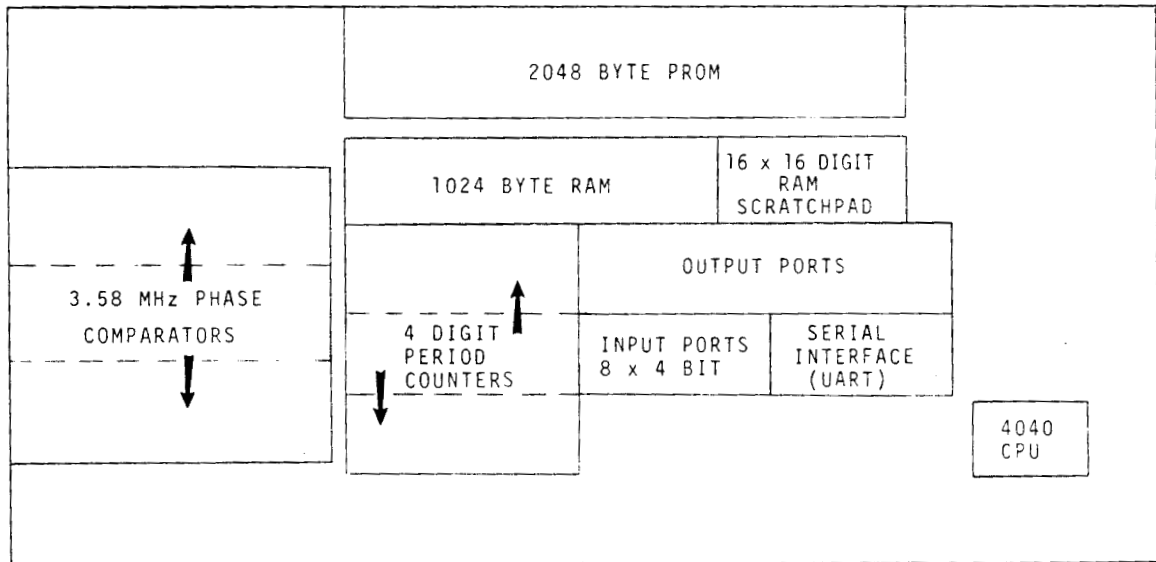 2048 BYTE PROM
1024 BYTE RAM
16 x 16 DIGIT
RAM
SCRATCHPAD
OUTPUT PORTS
3.58 MHz PHASE
COMPARATORS
4 DIGIT
PERIOD
COUNTERS
INPUT PORTS
8 x 4 BIT
SERIAL
INTERFACE
(UART)
4040
CPU